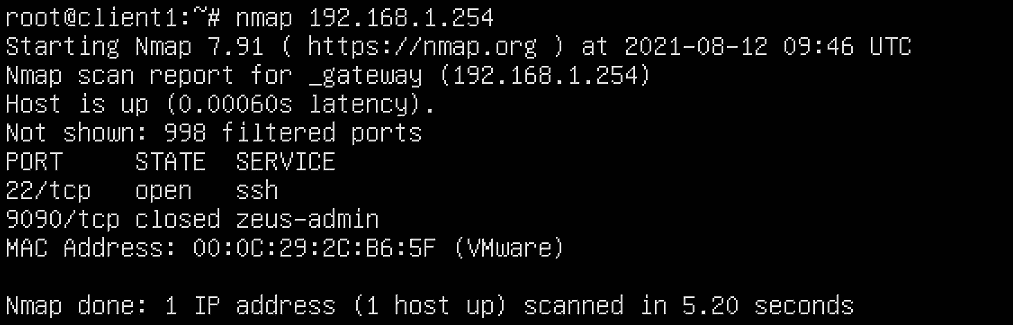 root@client1:~# nmap 192.168.1.254
Starting Nmap 7.91 ( https://nmap.org ) at 2021-08-12 09:46 UTC
Nmap scan report for _gateway (192.168.1.254)
Host is up (0.00060s latency).
Not shown: 998 filtered ports
PORT     STATE  SERVICE
22/tcp   open   ssh
9090/tcp closed zeus-admin
MAC Address: 00:0C:29:2C:B6:5F (VMware)
Nmap done: 1 IP address (1 host up) scanned in 5.20 seconds